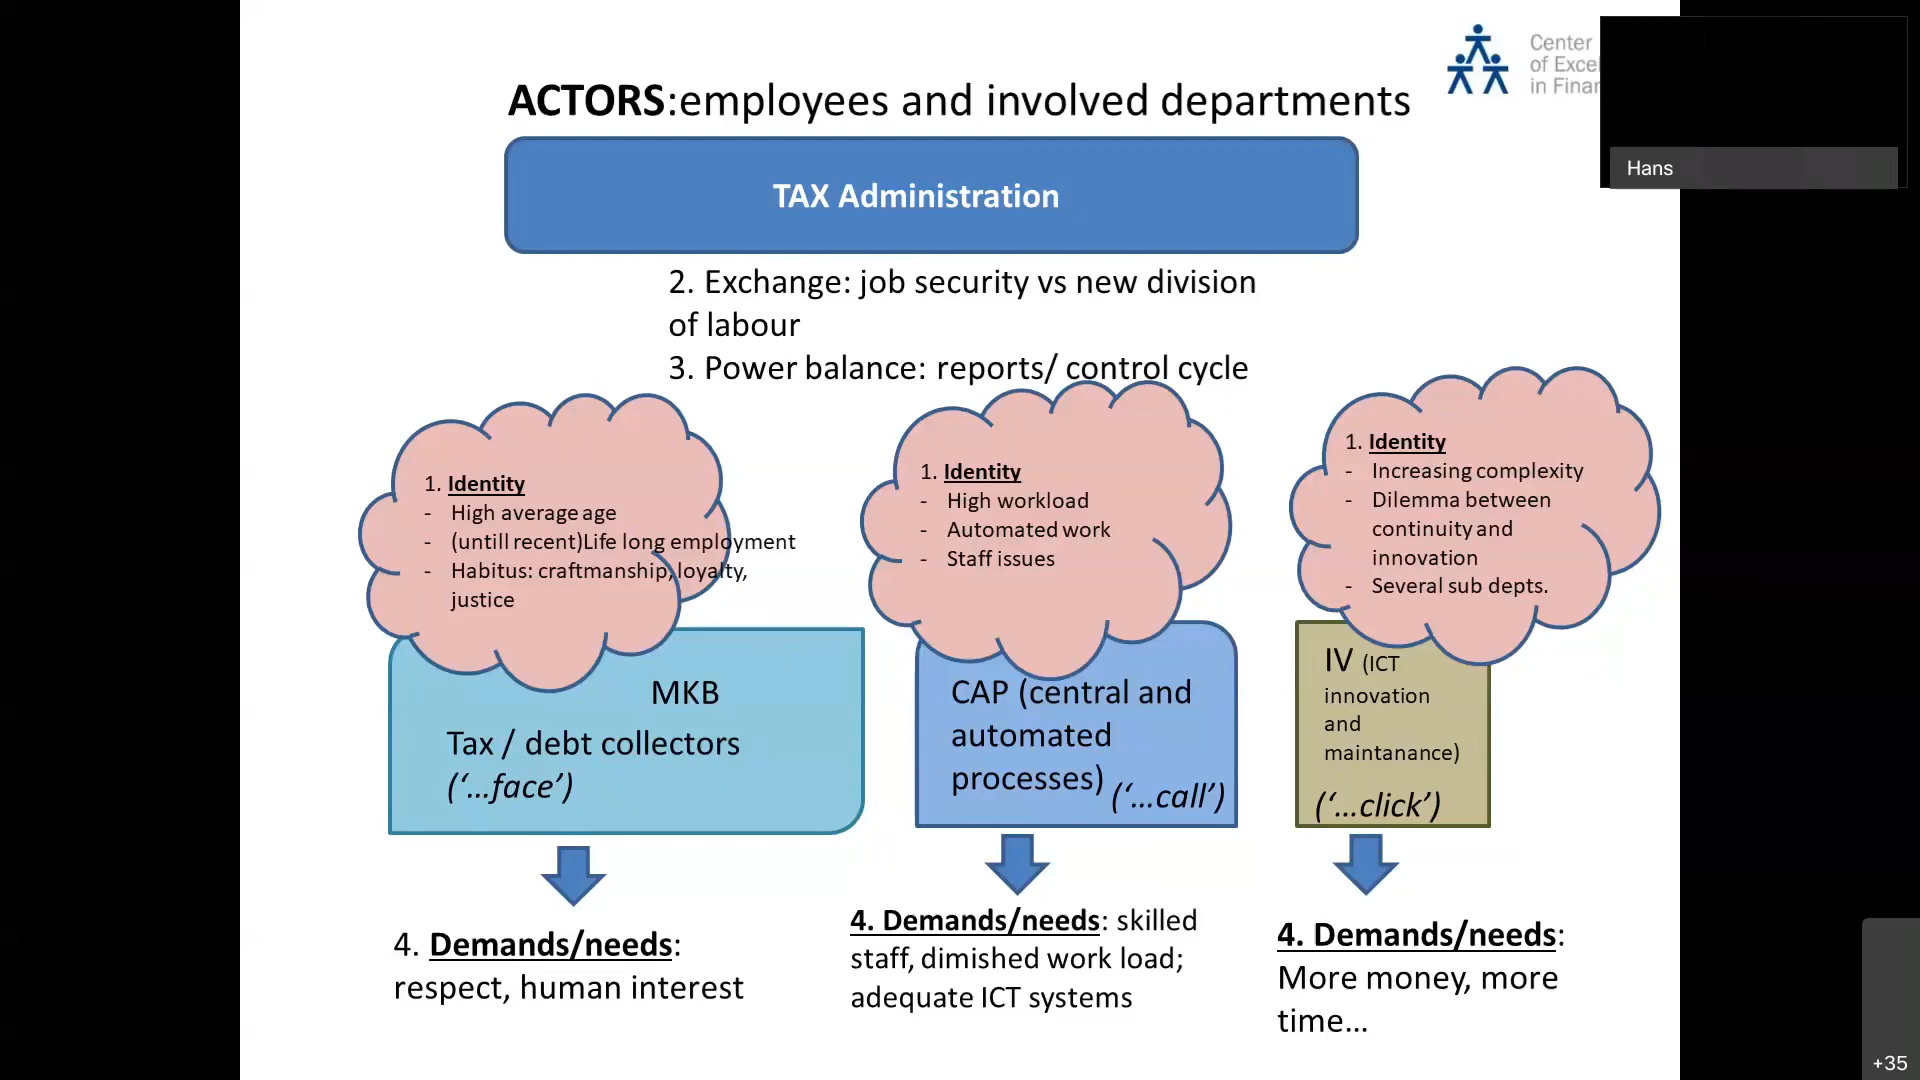 Center
of Excel
in Finan
Hans
ACTORS:employees and involved departments
TAX Administration
2. Exchange: job security vs new division
of labour
3. Power balance: reports/ control cycle
1. Identity
- High average age
- (untill recent)Life long employment
- Habitus: craftmanship,loyalty,
justice
1. Identity
- High workload
- Automated work
- Staff issues
1. Identity
- Increasing complexity
- Dilemma between
continuity and
innovation
- Several sub depts.
MKB
Tax / debt collectors
(‘...face’)
CAP (central and
automated
processes)
(‘...call’)
IV (ICT
innovation
and
maintanance)
(‘...click’)
4. Demands/needs:
respect, human interest
4. Demands/needs: skilled
staff, dimished work load;
adequate ICT systems
4. Demands/needs:
More money, more
time...
+35